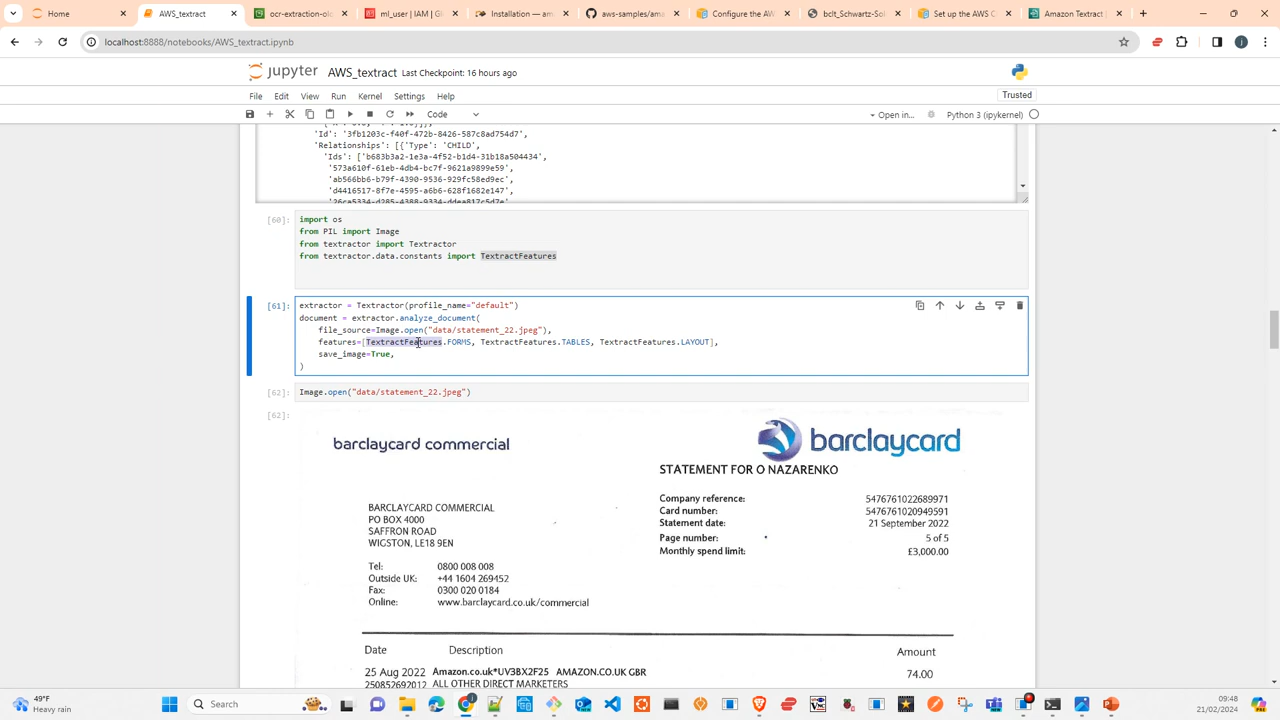 Home
AWS_textract
ocr-extraction-ol
ml_user | IAM | Gl
Installation — am
aws-samples/ama
Configure the AW
bclt_Schwartz-Sol
Set up the AWS C
Amazon Textract |
localhost:8888/notebooks/AWS_textract.ipynb
jupyter AWS_textract Last Checkpoint: 16 hours ago
File Edit View Run Kernel Settings Help
Trusted
Code
Open in...
Python 3 (ipykernel)
'Id': '3fb1203c-f40f-472b-8426-587c8ad754d7',
'Relationships': [{'Type': 'CHILD',
'Ids': ['b683b3a2-1e3a-4f52-b1d4-31b18a504434',
'573a610f-61eb-4db4-bc7f-9621a9899e59',
'ab566bb6-b79f-4390-9536-929fc58ed9ec',
'd4416517-8f7e-4595-a6b6-628f1682e147',
'26ca5334-d285-4388-9334-ddea817c5d7e',
[60]:
import os
from PIL import Image
from textractor import Textractor
from textractor.data.constants import TextractFeatures
[61]:
extractor = Textractor(profile_name="default")
document = extractor.analyze_document(
file_source=Image.open("data/statement_22.jpeg"),
features=[TextractFeatures.FORMS, TextractFeatures.TABLES, TextractFeatures.LAYOUT],
save_image=True,
)
[62]:
Image.open("data/statement_22.jpeg")
[62]:
barclaycard commercial
barclaycard
STATEMENT FOR O NAZARENKO
Company reference: 5476761022689971
Card number: 5476761020949591
Statement date: 21 September 2022
Page number: 5 of 5
Monthly spend limit: £3,000.00
BARCLAYCARD COMMERCIAL
PO BOX 4000
SAFFRON ROAD
WIGSTON, LE18 9EN
Tel: 0800 008 008
Outside UK: +44 1604 269452
Fax: 0300 020 0184
Online: www.barclaycard.co.uk/commercial
Date Description Amount
25 Aug 2022 Amazon.co.uk*UV3BX2F25 AMAZON.CO.UK GBR 74.00
250852692012 ALL OTHER DIRECT MARKETERS
49°F
Heavy rain
Search
09:48
21/02/2024